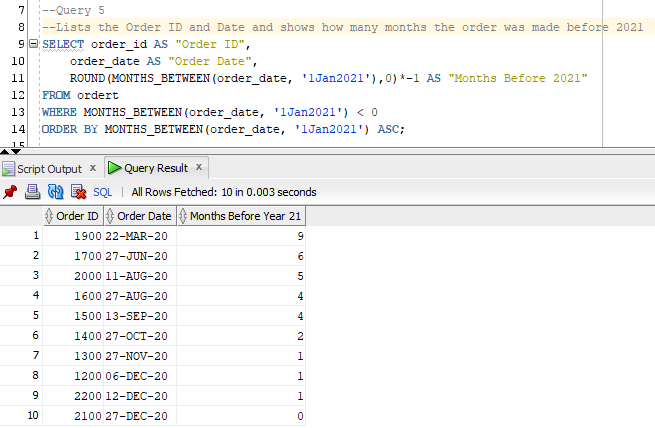 7 --Query 5
8 --Lists the Order ID and Date and shows how many months the order was made before 2021
9 SELECT order_id AS "Order ID",
10 order_date AS "Order Date",
11 ROUND(MONTHS_BETWEEN(order_date, '1Jan2021'),0)*-1 AS "Months Before 2021"
12 FROM ordert
13 WHERE MONTHS_BETWEEN(order_date, '1Jan2021') < 0
14 ORDER BY MONTHS_BETWEEN(order_date, '1Jan2021') ASC;
15
Script Output x Query Result x
SQL | All Rows Fetched: 10 in 0.003 seconds
Order ID Order Date Months Before Year 21
1 1900 22-MAR-20 9
2 1700 27-JUN-20 6
3 2000 11-AUG-20 5
4 1600 27-AUG-20 4
5 1500 13-SEP-20 4
6 1400 27-OCT-20 2
7 1300 27-NOV-20 1
8 1200 06-DEC-20 1
9 2200 12-DEC-20 1
10 2100 27-DEC-20 0